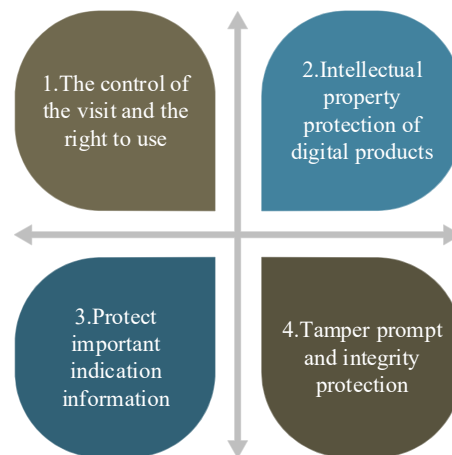 1.The control of
the visit and the
right to use
2.Intellectual
property
protection of
digital products
3.Protect
important
indication
information
4.Tamper prompt
and integrity
protection